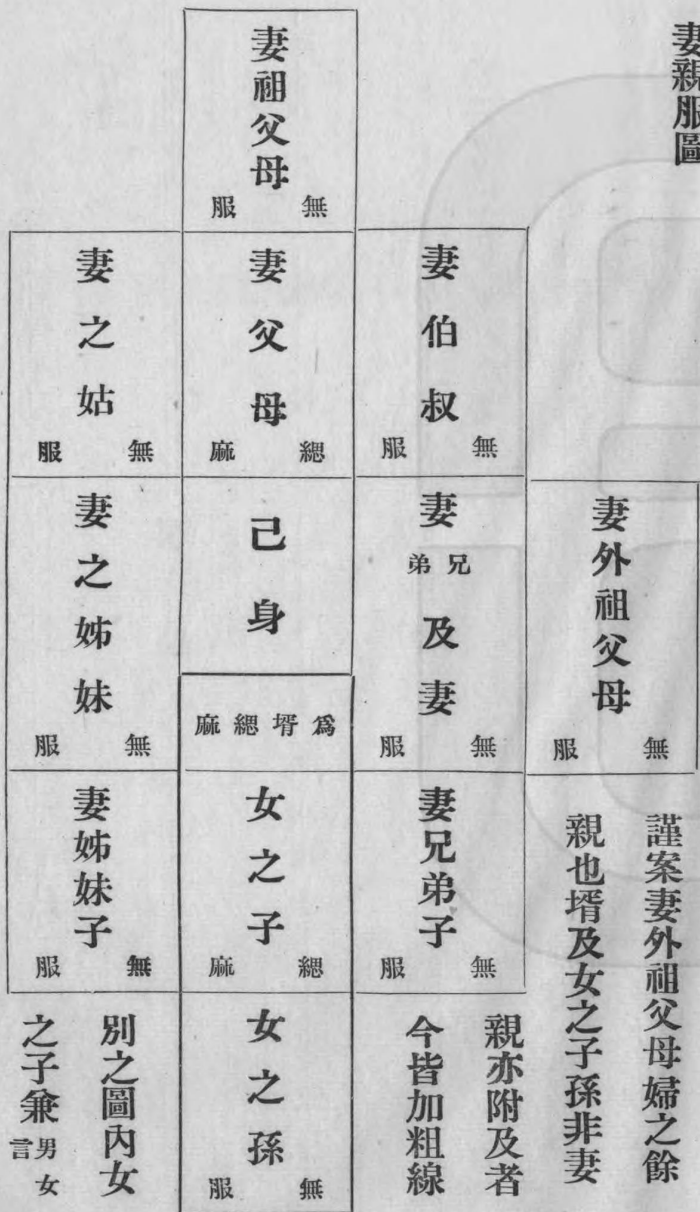 妻親服圖
妻外祖父母
無服
謹案妻外祖父母婦之餘
親也壻及女之子孫非妻
妻伯叔
無服
妻兄弟及妻
無服
妻兄弟子
無服
親亦附及者
今皆加粗線
妻祖父母
無服
妻父母
緦麻
己身
爲壻緦麻
女之子
緦麻
女之孫
無服
妻之姑
無服
妻之姊妹
無服
妻姊妹子
無服
別之圖內女
之子兼男女言